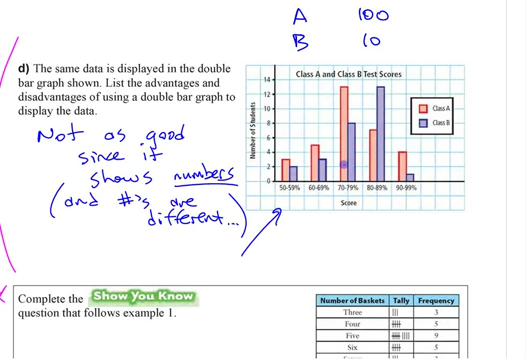 A 100
B 10
d) The same data is displayed in the double
bar graph shown. List the advantages and
disadvantages of using a double bar graph to
display the data.
Not as good
since it
shows numbers
(and #'s are
different...)
Class A and Class B Test Scores
Number of Students
14
12
10
8
6
4
2
0
50-59% 60-69% 70-79% 80-89% 90-99%
Score
Class A
Class B
Complete the Show You Know
question that follows example 1.
Number of Baskets Tally Frequency
Three 3
Four 5
Five 9
Six 5